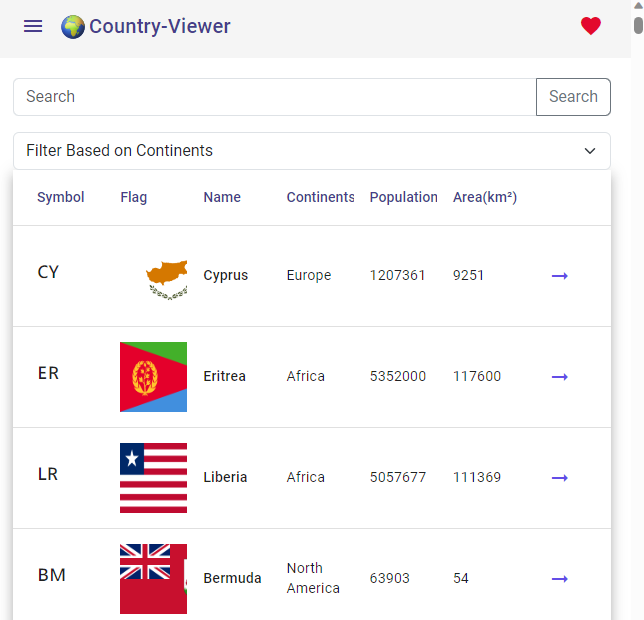 Country-Viewer
Search Search
Filter Based on Continents
Symbol Flag Name Continents Population Area(km²)
CY Cyprus Europe 1207361 9251
ER Eritrea Africa 5352000 117600
LR Liberia Africa 5057677 111369
BM Bermuda North America 63903 54